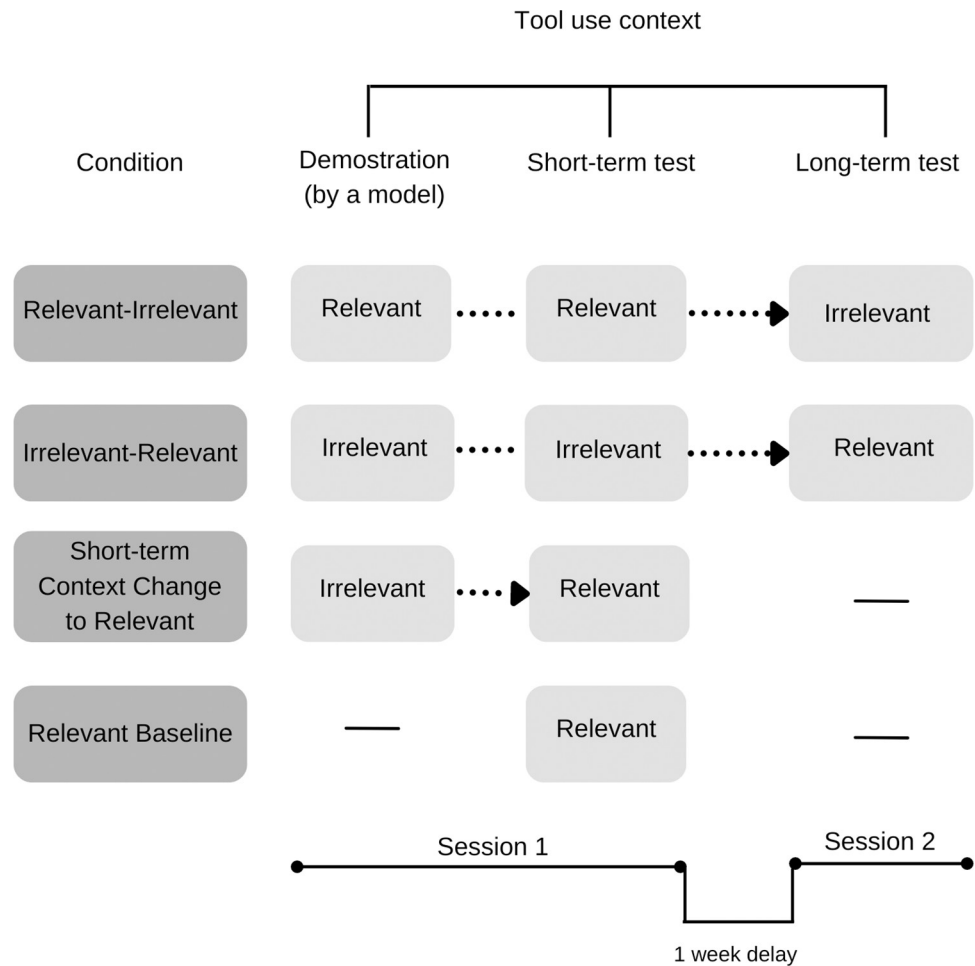 Tool use context
Condition
Demostration
(by a model)
Short-term test
Long-term test
Relevant-Irrelevant
Relevant
Relevant
Irrelevant
Irrelevant-Relevant
Irrelevant
Irrelevant
Relevant
Short-term
Context Change
to Relevant
Irrelevant
Relevant
Relevant Baseline
Relevant
Session 1
Session 2
1 week delay